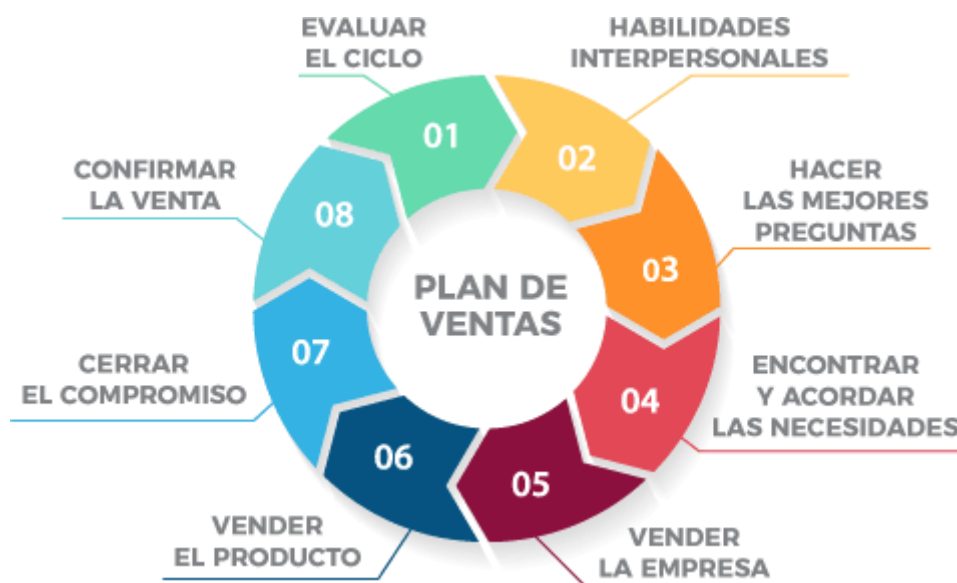 EVALUAR
EL CICLO
01
HABILIDADES
INTERPERSONALES
02
HACER
LAS MEJORES
PREGUNTAS
03
ENCONTRAR
Y ACORDAR
LAS NECESIDADES
04
VENDER
LA EMPRESA
05
VENDER
EL PRODUCTO
06
CERRAR
EL COMPROMISO
07
CONFIRMAR
LA VENTA
08
PLAN DE
VENTAS